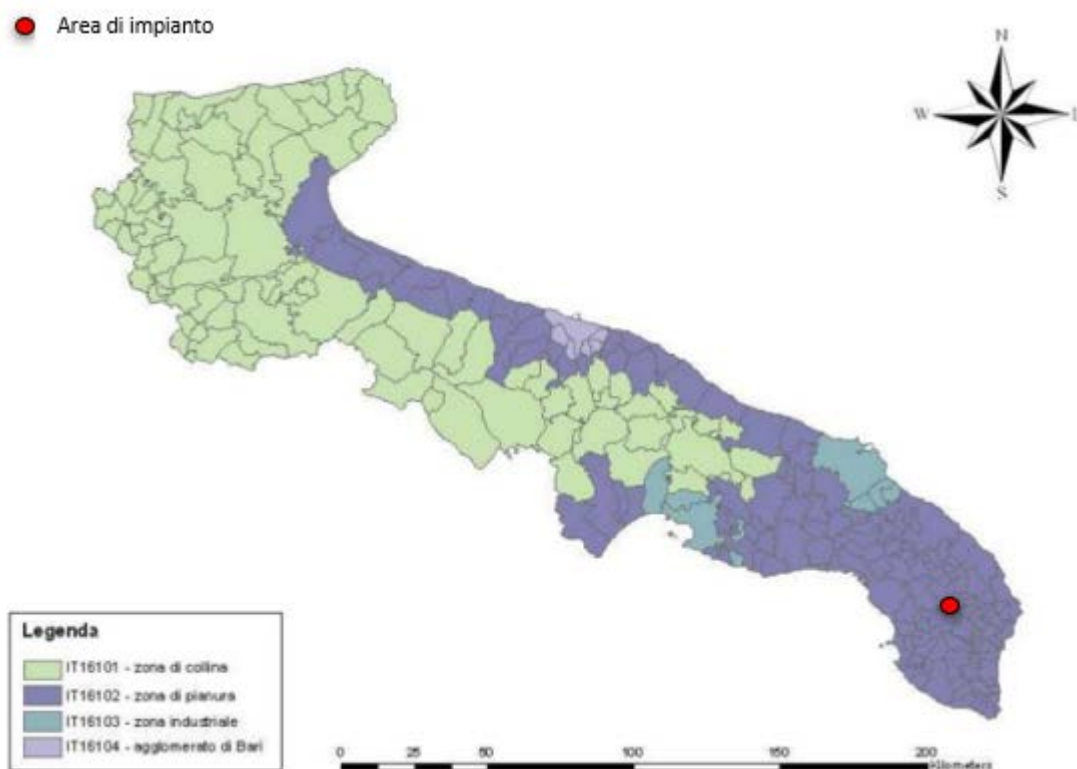 Area di impianto
N
W
E
S
Legenda
IT16101 - zona di collina
IT16102 - zona di pianura
IT16103 - zona industriale
IT16104 - agglomerato di Bari
0 25 50 100 150 200
Kilometers